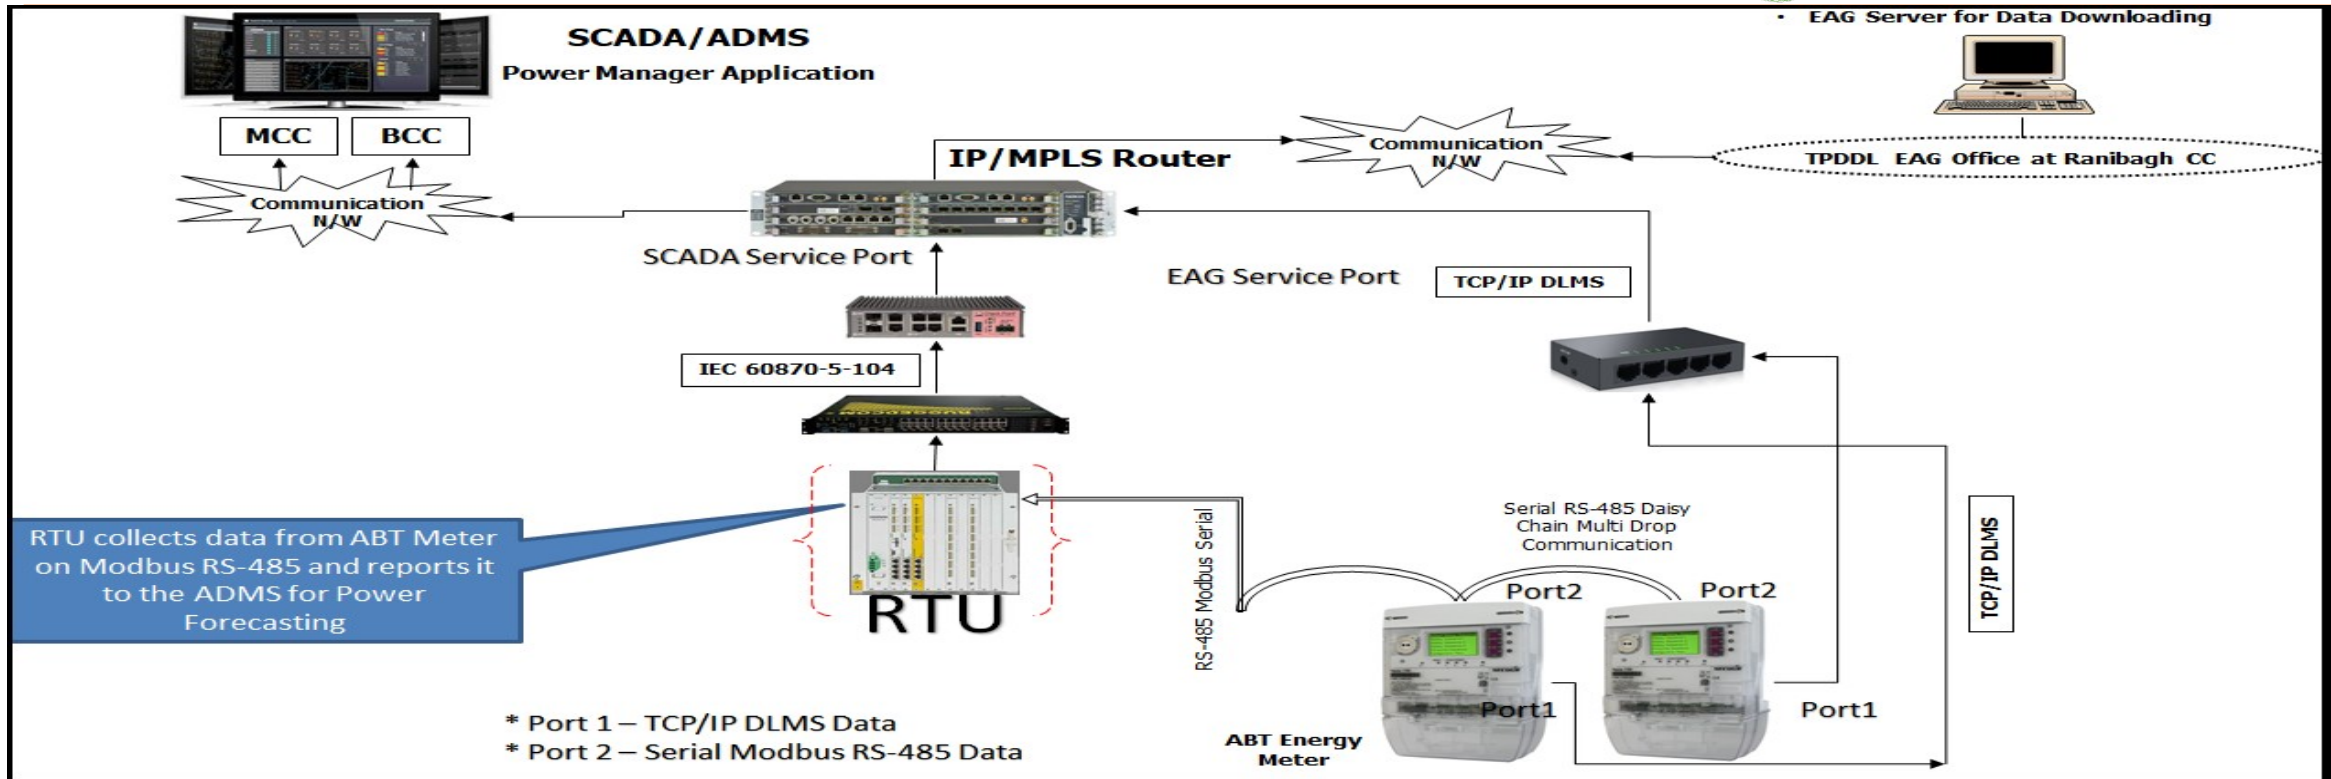 • EAG Server for Data Downloading
SCADA/ADMS
Power Manager Application
MCC
BCC
Communication
N/W
IP/MPLS Router
Communication
N/W
TPDDL EAG Office at Ranibagh CC
SCADA Service Port
EAG Service Port
TCP/IP DLMS
IEC 60870-5-104
RUGGEDCOM
RTU collects data from ABT Meter
on Modbus RS-485 and reports it
to the ADMS for Power
Forecasting
RTU
RS-485 Modbus Serial
Serial RS-485 Daisy
Chain Multi Drop
Communication
TCP/IP DLMS
Port2
Port2
Port1
Port1
* Port 1 – TCP/IP DLMS Data
* Port 2 – Serial Modbus RS-485 Data
ABT Energy
Meter